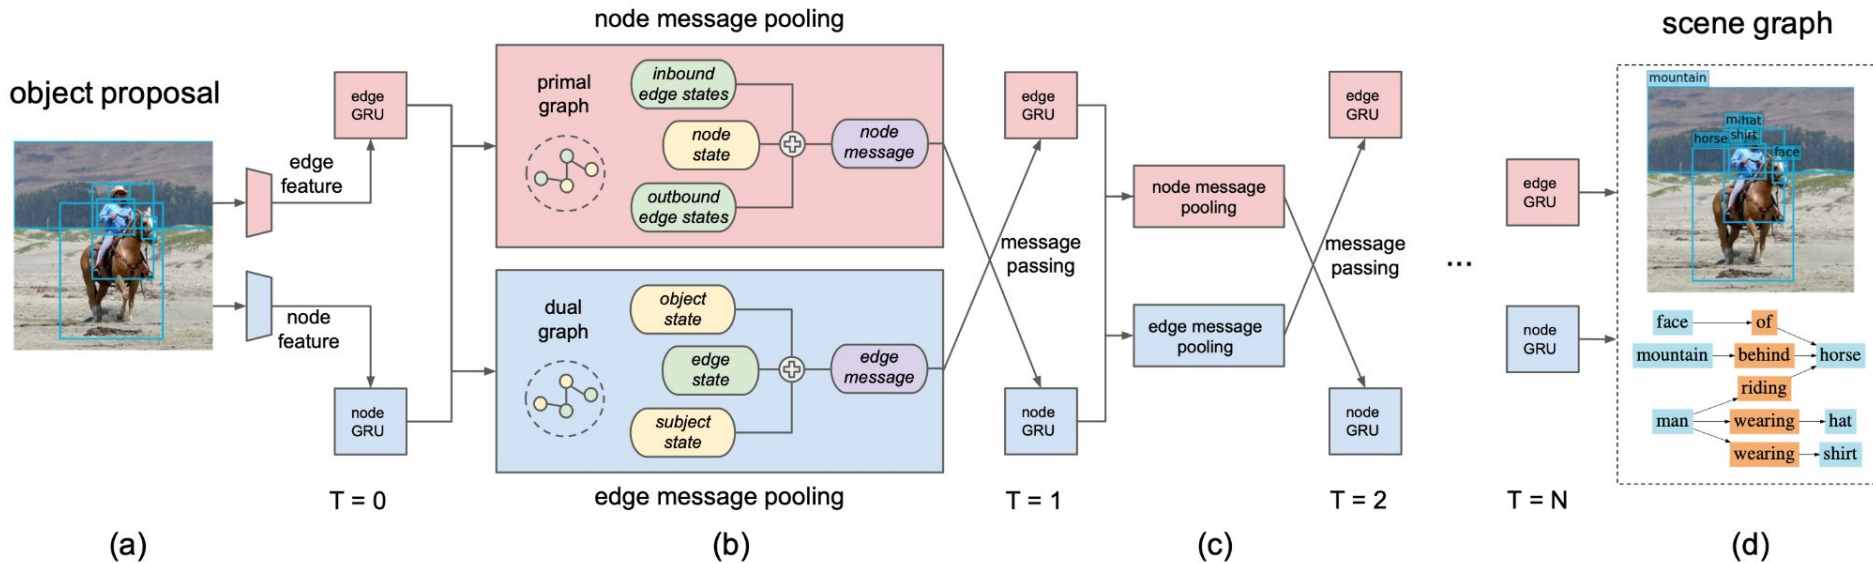 node message pooling
scene graph
object proposal
edge
feature
node
feature
edge
GRU
node
GRU
T = 0
primal
graph
inbound
edge states
node
state
outbound
edge states
node
message
dual
graph
object
state
edge
state
subject
state
edge
message
edge message pooling
edge
GRU
message
passing
node
GRU
T = 1
node message
pooling
edge message
pooling
edge
GRU
message
passing
node
GRU
T = 2
...
edge
GRU
node
GRU
T = N
mountain
hat
shirt
horse
face
face of
mountain behind horse
riding
man wearing hat
wearing shirt
(a)
(b)
(c)
(d)